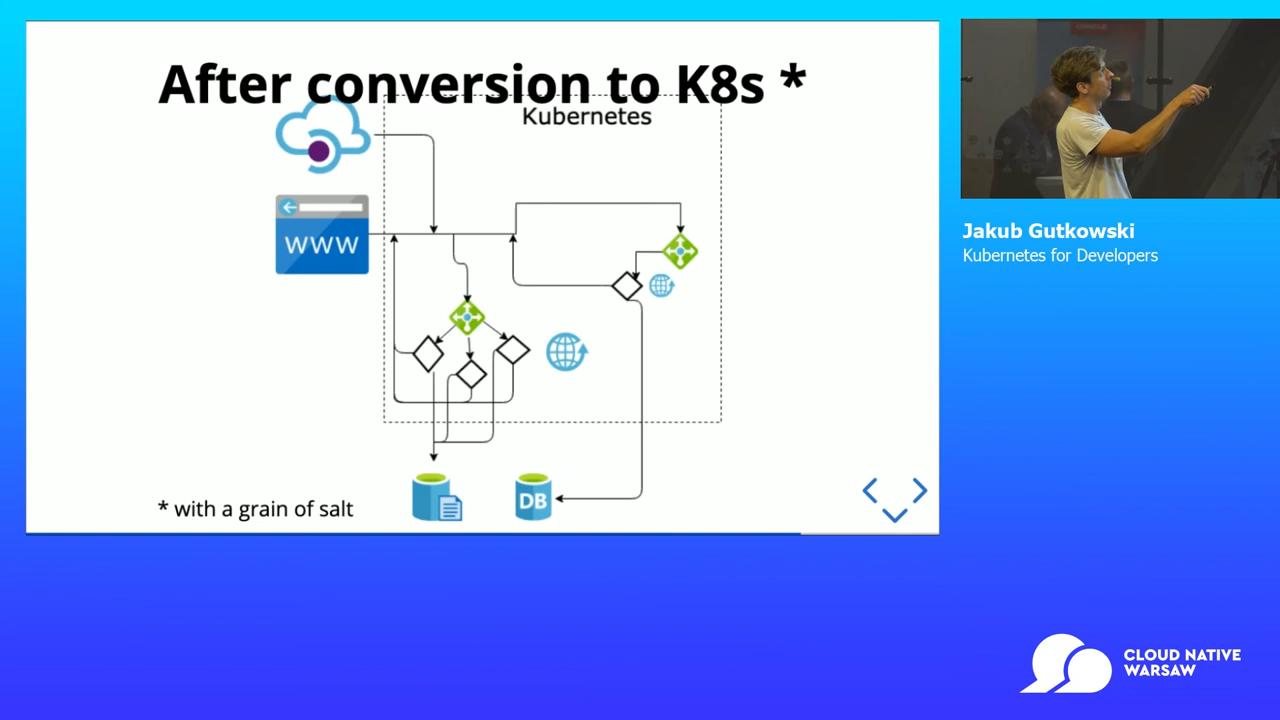 After conversion to K8s *
Kubernetes
www
DB
* with a grain of salt
Jakub Gutkowski
Kubernetes for Developers
CLOUD NATIVE
WARSAW